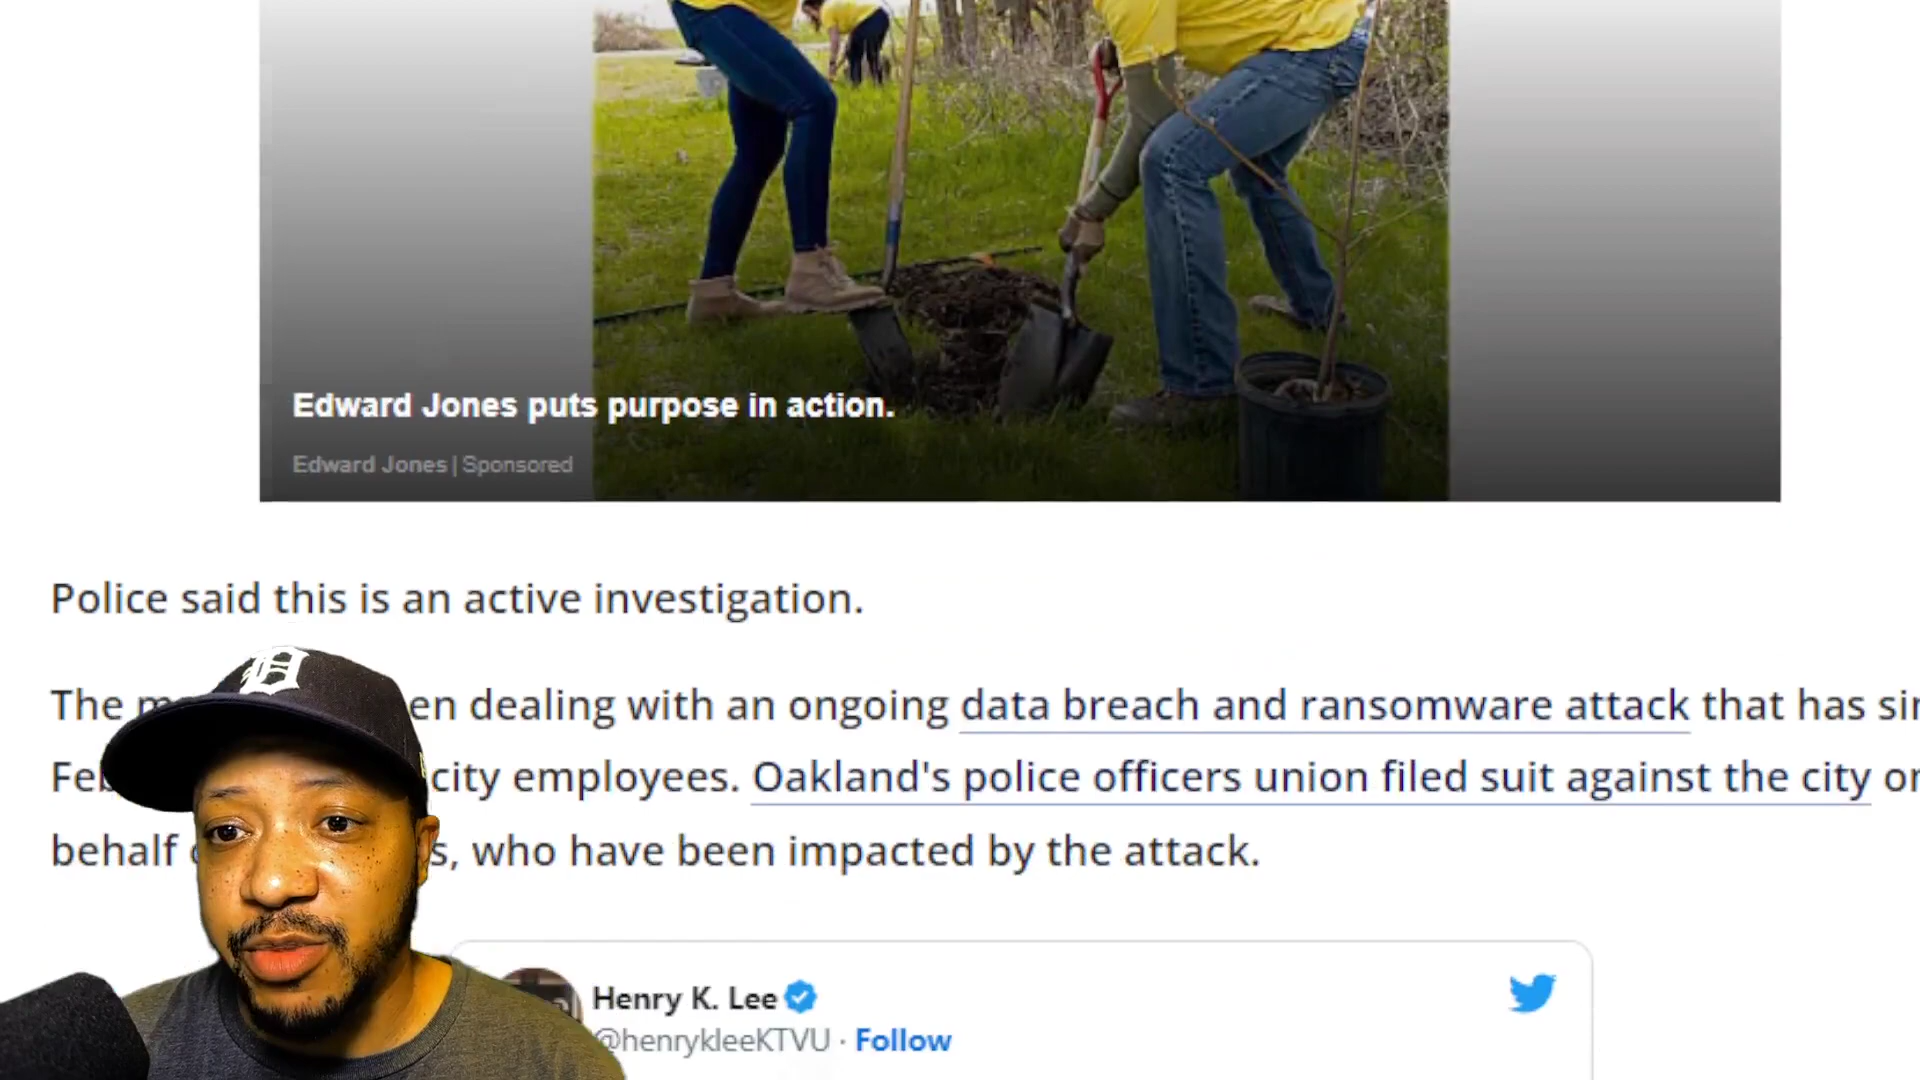 Edward Jones puts purpose in action.
Edward Jones | Sponsored
Police said this is an active investigation.
The en dealing with an ongoing data breach and ransomware attack that has
city employees. Oakland's police officers union filed suit against the city
behalf , who have been impacted by the attack.
D
Henry K. Lee
@henrykleeKTVU · Follow